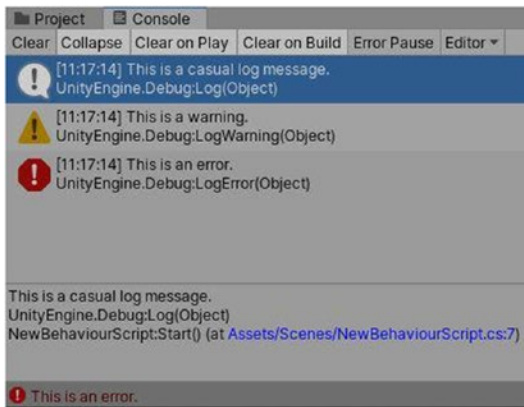 Project Console
Clear Collapse Clear on Play Clear on Build Error Pause Editor
[11:17:14] This is a casual log message.
UnityEngine.Debug:Log(Object)
[11:17:14] This is a warning.
UnityEngine.Debug:LogWarning(Object)
[11:17:14] This is an error.
UnityEngine.Debug:LogError(Object)
This is a casual log message.
UnityEngine.Debug:Log(Object)
NewBehaviourScript:Start() (at Assets/Scenes/NewBehaviourScript.cs:7)
This is an error.